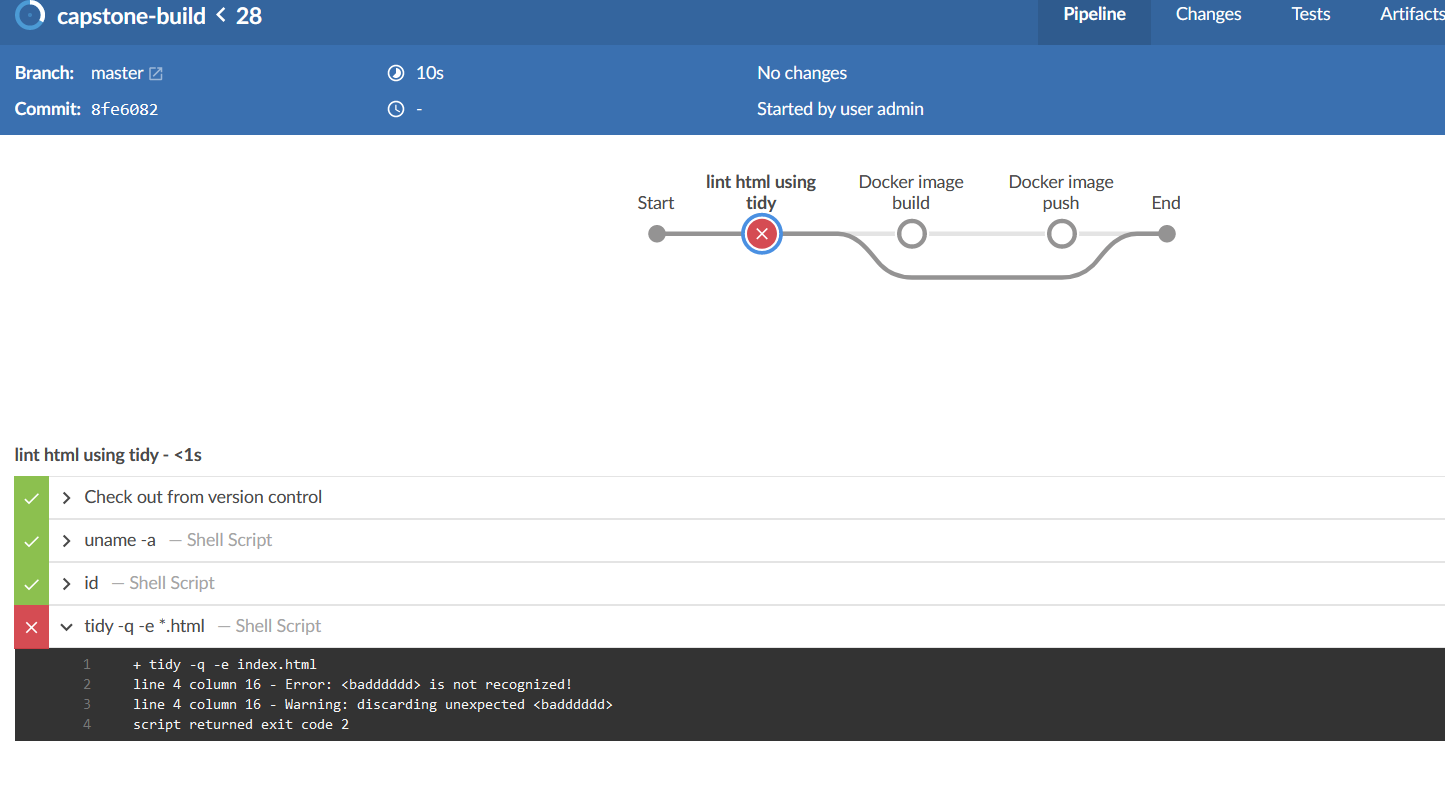 capstone-build < 28
Pipeline Changes Tests Artifacts
Branch: master 10s No changes
Commit: 8fe6082 - Started by user admin
lint html using Docker image Docker image
Start tidy build push End
lint html using tidy - <1s
Check out from version control
uname -a — Shell Script
id — Shell Script
tidy -q -e *.html — Shell Script
1 + tidy -q -e index.html
2 line 4 column 16 - Error: <badddddd> is not recognized!
3 line 4 column 16 - Warning: discarding unexpected <badddddd>
4 script returned exit code 2